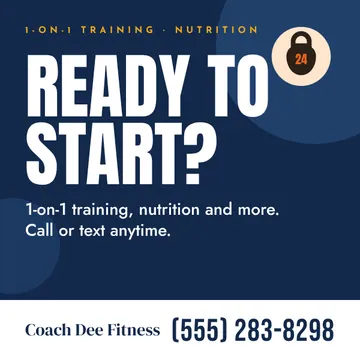 1-ON-1 TRAINING · NUTRITION
24
READY TO
START?
1-on-1 training, nutrition and more.
Call or text anytime.
Coach Dee Fitness (555) 283-8298